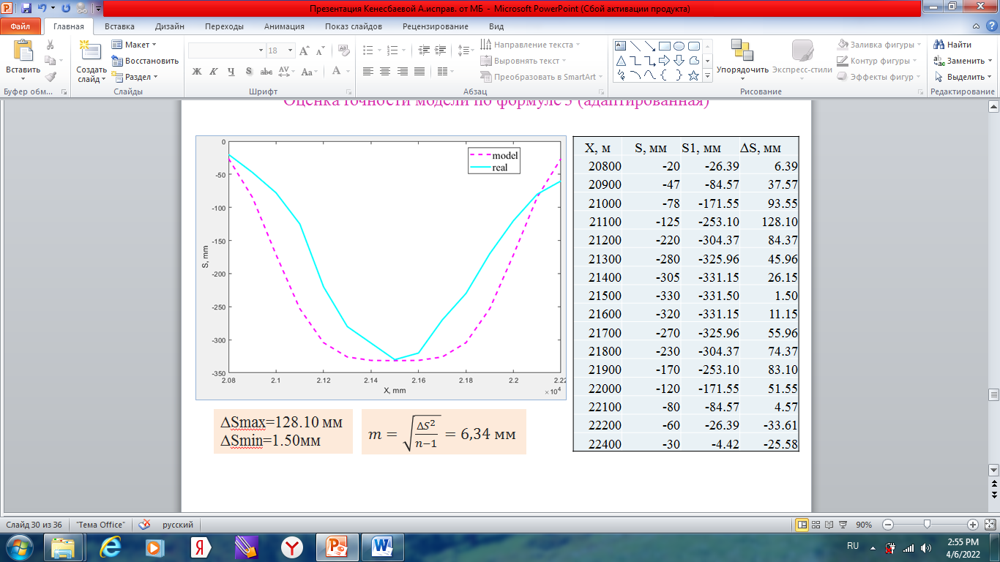 Презентация Кенесбаевой А.исправ. от МБ - Microsoft PowerPoint (Сбой активации продукта)
Файл Главная Вставка Дизайн Переходы Анимация Показ слайдов Рецензирование Вид
Вставить
Буфер обм...
Создать слайд
Макет
Восстановить
Раздел
Слайды
18
Ж К Ч S abc AV Aa A
Шрифт
Направление текста
Выровнять текст
Преобразовать в SmartArt
Абзац
Упорядочить
Экспресс-стили
Заливка фигуры
Контур фигуры
Эффекты фигур
Рисование
Найти
Заменить
Выделить
Редактирование
Оценка точности модели по формуле 3 (адаптированная)
0
-50
-100
-150
-200
-250
-300
-350
S, mm
model
real
2.08 2.1 2.12 2.14 2.16 2.18 2.2 2.22
X, mm
×10⁴
X, м S, мм S1, мм ΔS, мм
20800 -20 -26.39 6.39
20900 -47 -84.57 37.57
21000 -78 -171.55 93.55
21100 -125 -253.10 128.10
21200 -220 -304.37 84.37
21300 -280 -325.96 45.96
21400 -305 -331.15 26.15
21500 -330 -331.50 1.50
21600 -320 -331.15 11.15
21700 -270 -325.96 55.96
21800 -230 -304.37 74.37
21900 -170 -253.10 83.10
22000 -120 -171.55 51.55
22100 -80 -84.57 4.57
22200 -60 -26.39 -33.61
22400 -30 -4.42 -25.58
ΔSmax=128.10 мм
ΔSmin=1.50мм
m = √(ΔS²/(n−1)) = 6,34 мм
Слайд 30 из 36 "Тема Office" русский 90%
RU
2:55 PM
4/6/2022